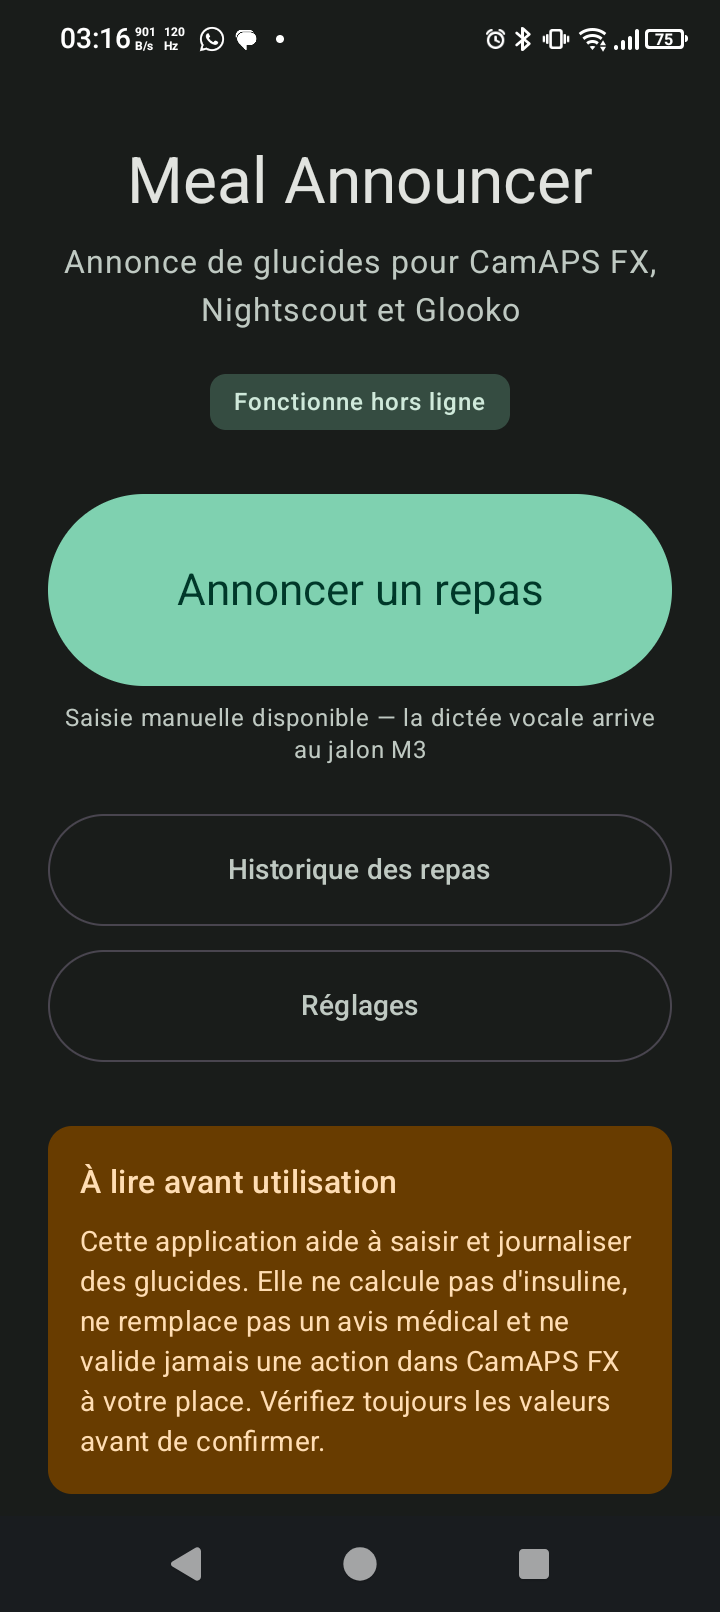 03:16 901 B/s 120 Hz 75
Meal Announcer
Annonce de glucides pour CamAPS FX,
Nightscout et Glooko
Fonctionne hors ligne
Annoncer un repas
Saisie manuelle disponible — la dictée vocale arrive
au jalon M3
Historique des repas
Réglages
À lire avant utilisation
Cette application aide à saisir et journaliser
des glucides. Elle ne calcule pas d'insuline,
ne remplace pas un avis médical et ne
valide jamais une action dans CamAPS FX
à votre place. Vérifiez toujours les valeurs
avant de confirmer.